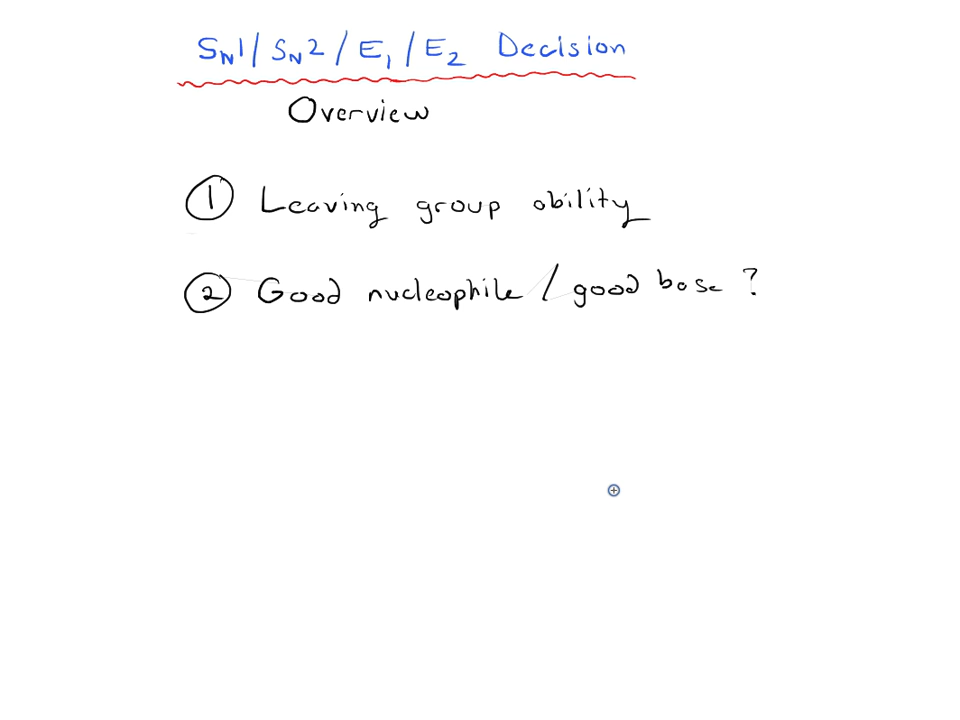 SN1 / SN2 / E1 / E2 Decision
Overview
① Leaving group ability
② Good nucleophile / good base ?